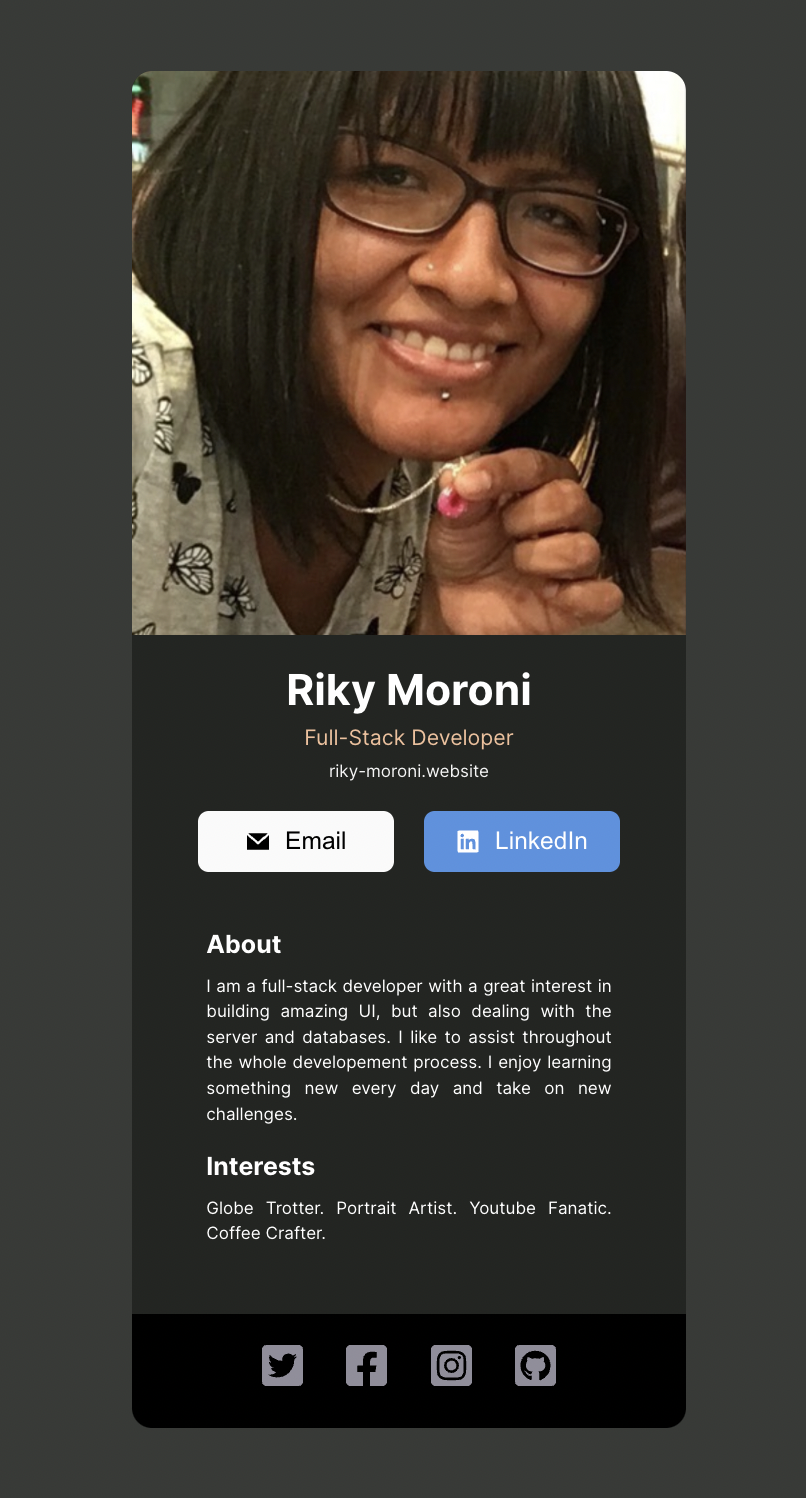 Riky Moroni
Full-Stack Developer
riky-moroni.website
Email
LinkedIn
About
I am a full-stack developer with a great interest in
building amazing UI, but also dealing with the
server and databases. I like to assist throughout
the whole developement process. I enjoy learning
something new every day and take on new
challenges.
Interests
Globe Trotter. Portrait Artist. Youtube Fanatic.
Coffee Crafter.